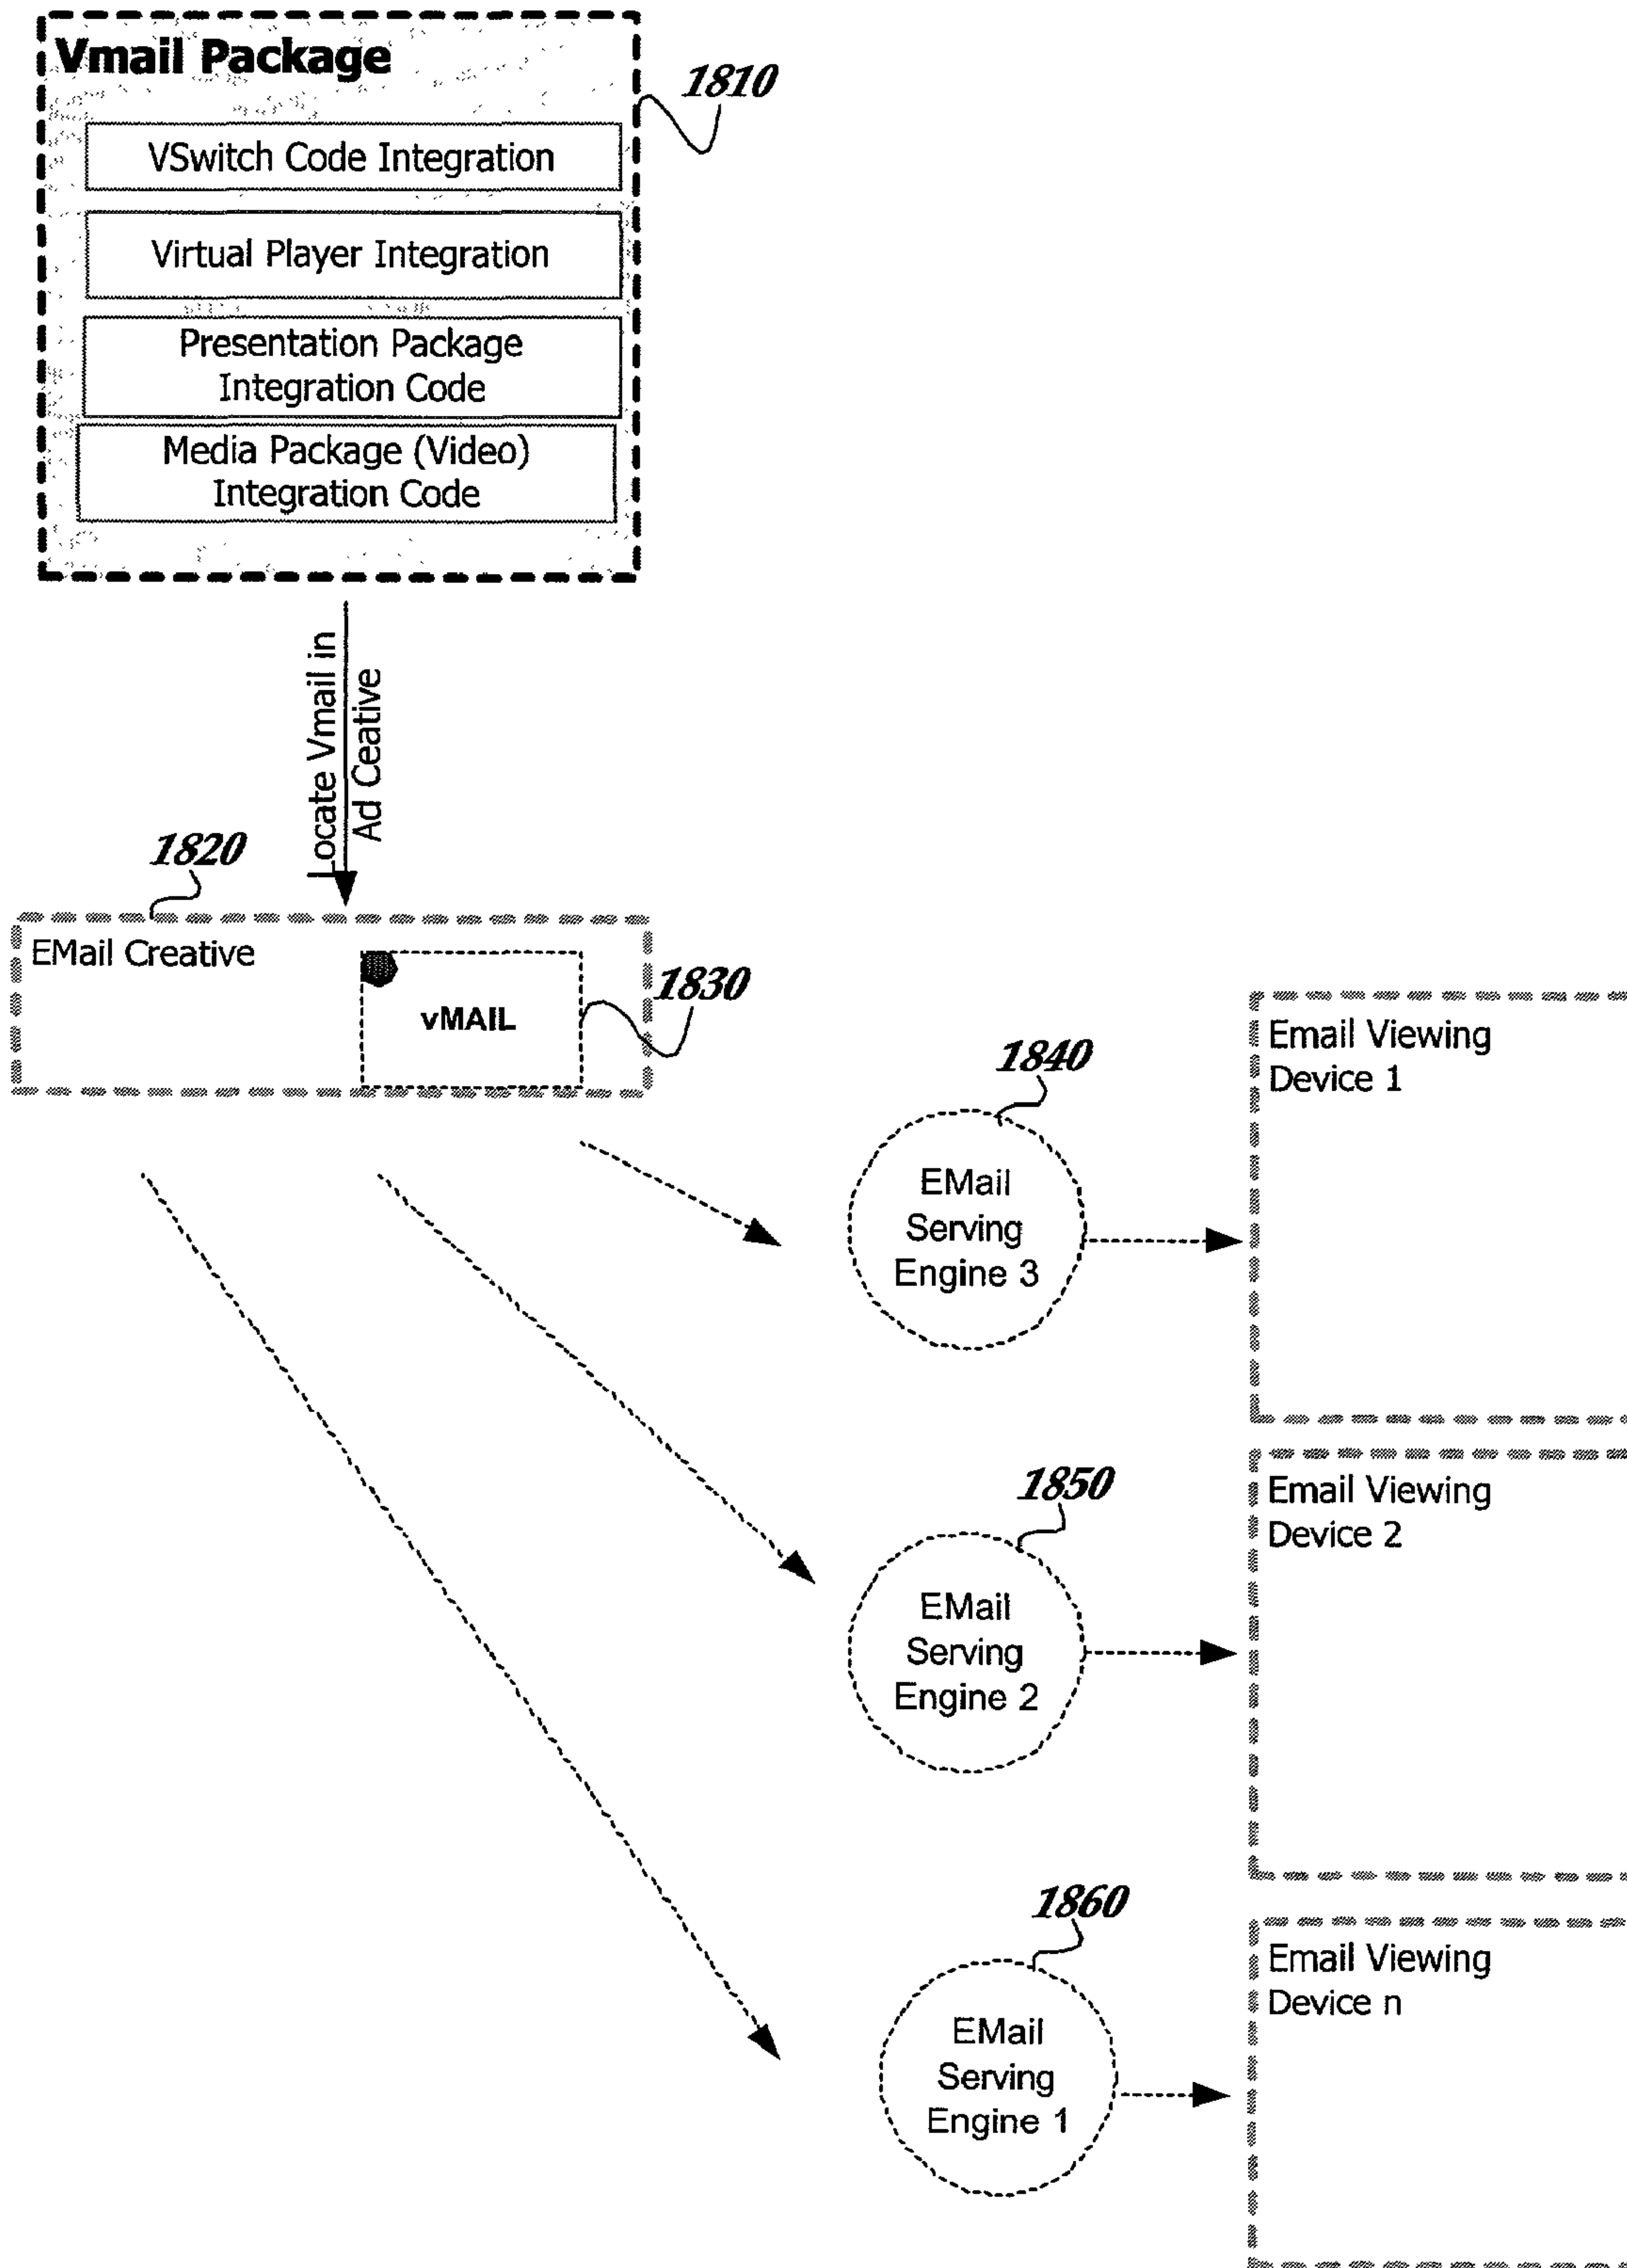 Vmail Package
1810
VSwitch Code Integration
Virtual Player Integration
Presentation Package
Integration Code
Media Package (Video)
Integration Code
Locate Vmail in
Ad Ceative
1820
EMail Creative
vMAIL
1830
1840
EMail
Serving
Engine 3
Email Viewing
Device 1
1850
EMail
Serving
Engine 2
Email Viewing
Device 2
1860
EMail
Serving
Engine 1
Email Viewing
Device n